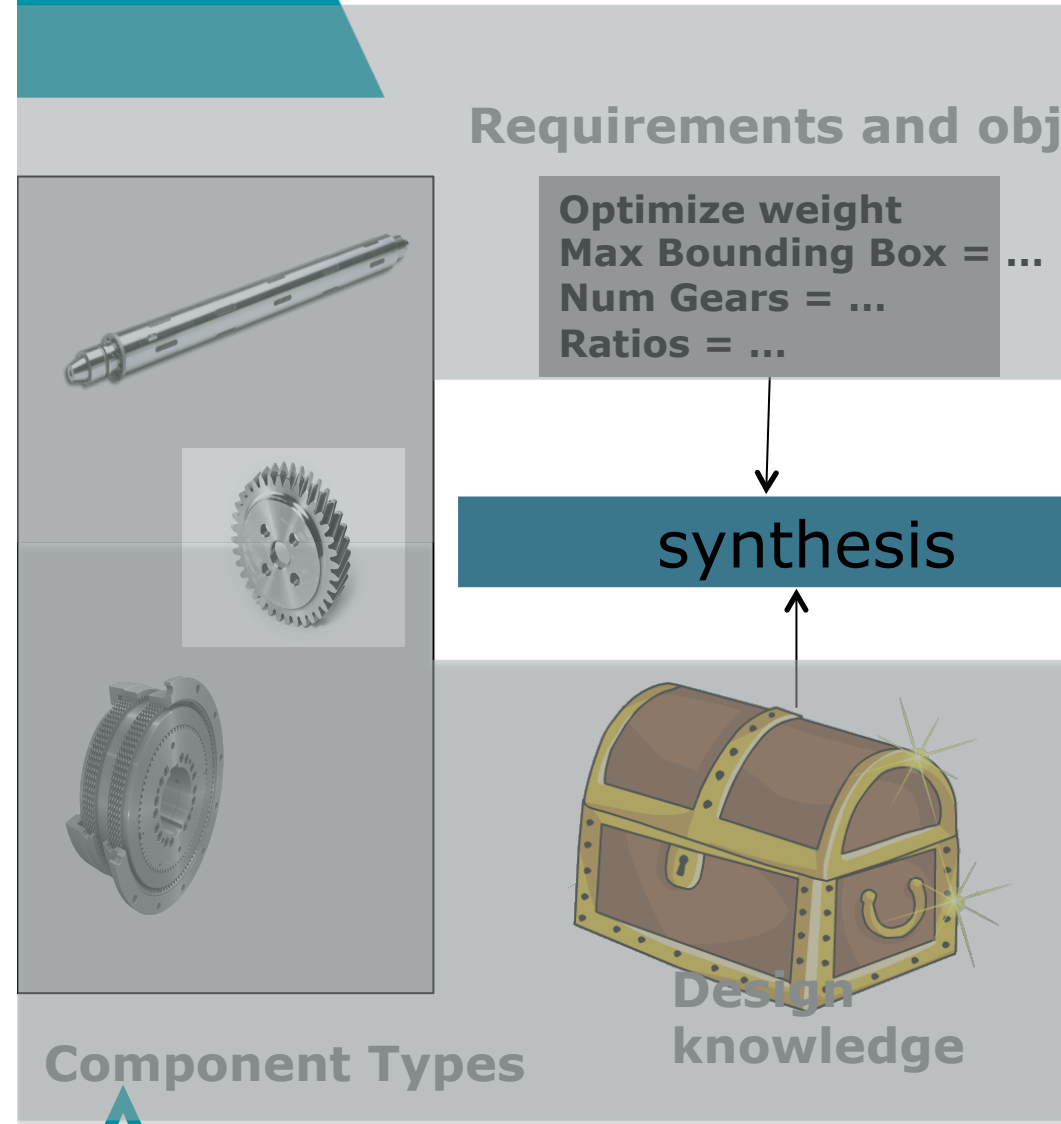 Requirements and obj
Optimize weight
Max Bounding Box = ...
Num Gears = ...
Ratios = ...
synthesis
Design
knowledge
Component Types